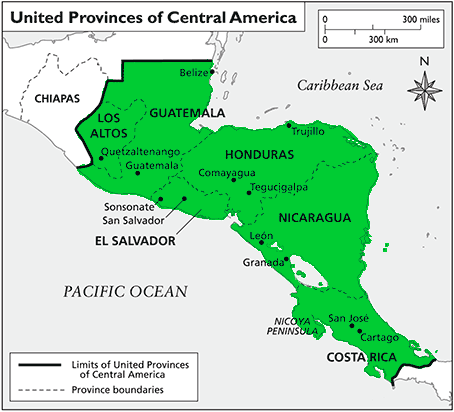 United Provinces of Central America
0 300 miles
0 300 km
Caribbean Sea
Belize
CHIAPAS
LOS
ALTOS
GUATEMALA
Trujillo
Quetzaltenango
Guatemala
HONDURAS
Comayagua
Tegucigalpa
Sonsonate
San Salvador
NICARAGUA
EL SALVADOR
León
Granada
PACIFIC OCEAN
NICOYA
PENINSULA
San José
Cartago
COSTA RICA
Limits of United Provinces
of Central America
Province boundaries